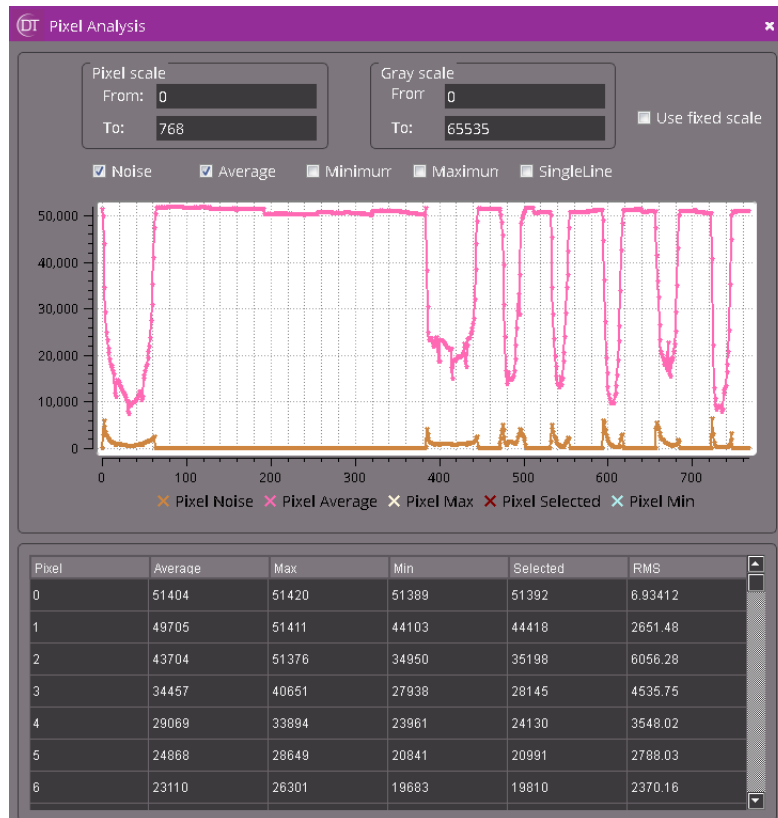 DT Pixel Analysis ×
Pixel scale Gray scale
From: 0 From 0
To: 768 To: 65535 Use fixed scale
Noise Average Minimum Maximum SingleLine
50,000
40,000
30,000
20,000
10,000
0
0 100 200 300 400 500 600 700
× Pixel Noise × Pixel Average × Pixel Max × Pixel Selected × Pixel Min
Pixel Average Max Min Selected RMS
0 51404 51420 51389 51392 6.93412
1 49705 51411 44103 44418 2651.48
2 43704 51376 34950 35198 6056.28
3 34457 40651 27938 28145 4535.75
4 29069 33894 23961 24130 3548.02
5 24868 28649 20841 20991 2788.03
6 23110 26301 19683 19810 2370.16